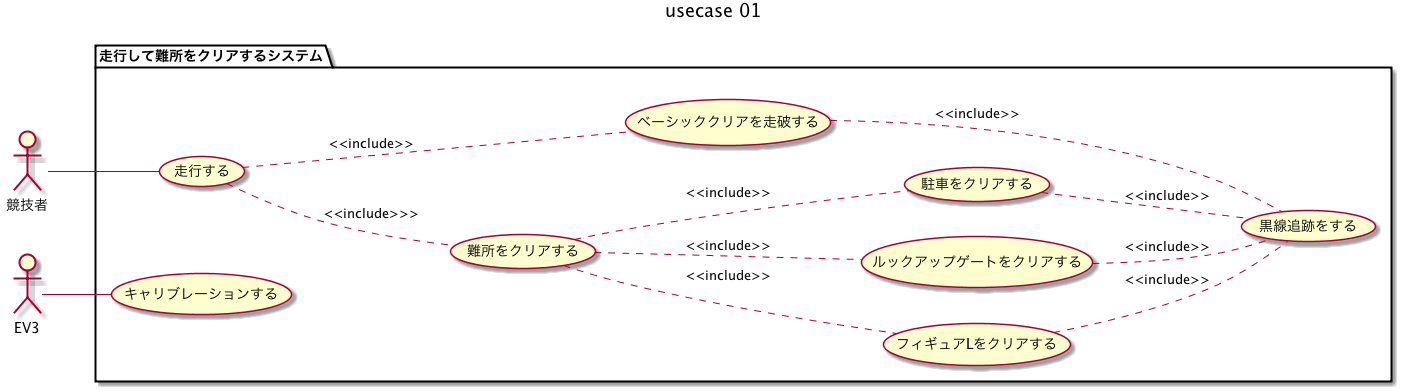 usecase 01
走行して難所をクリアするシステム
<<include>>
ベーシッククリアを走破する
<<include>>
競技者
走行する
<<include>>>
<<include>>
駐車をクリアする
<<include>>
黒線追跡をする
難所をクリアする
<<include>>
ルックアップゲートをクリアする
<<include>>
<<include>>
フィギュアLをクリアする
<<include>>
EV3
キャリブレーションする